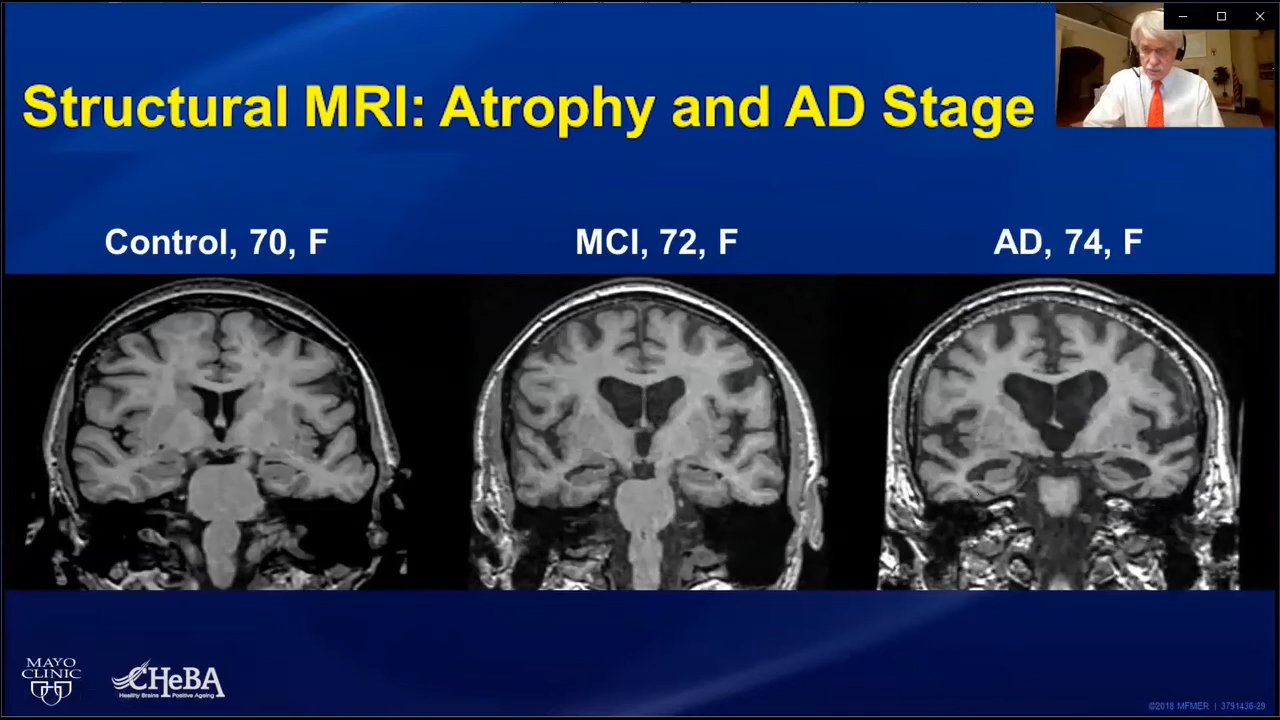 Structural MRI: Atrophy and AD Stage
Control, 70, F
MCI, 72, F
AD, 74, F
MAYO
CLINIC
CHeBA
Healthy Brains Positive Ageing
©2018 MFMER | 3791436-29